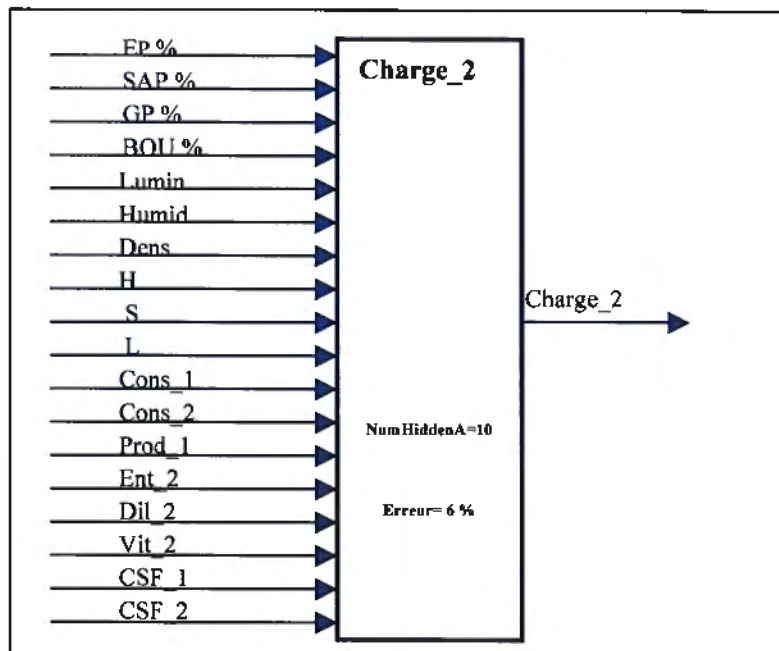 EP %
SAP %
GP %
BOU %
Lumin
Humid
Dens
H
S
L
Cons_1
Cons_2
Prod_1
Ent_2
Dil_2
Vit_2
CSF_1
CSF_2
Charge_2
NumHiddenA=10
Erreur= 6 %
Charge_2